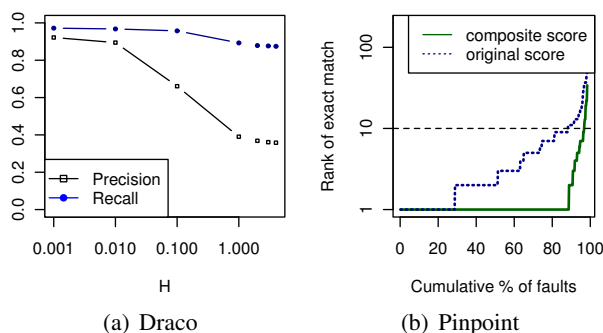 0.0 0.2 0.4 0.6 0.8 1.0
Precision
Recall
0.001 0.010 0.100 1.000
H
(a) Draco
Rank of exact match
1 10 100
composite score
original score
0 20 40 60 80 100
Cumulative % of faults
(b) Pinpoint